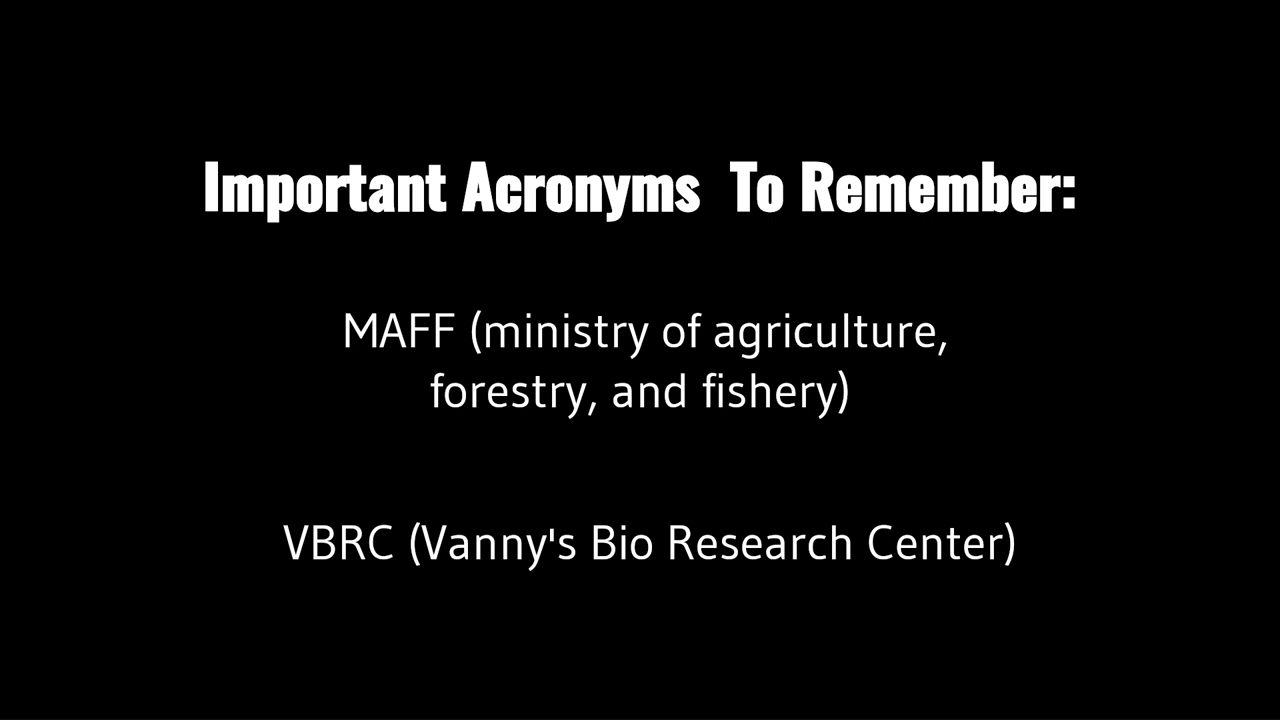 Important Acronyms To Remember:
MAFF (ministry of agriculture,
forestry, and fishery)
VBRC (Vanny's Bio Research Center)